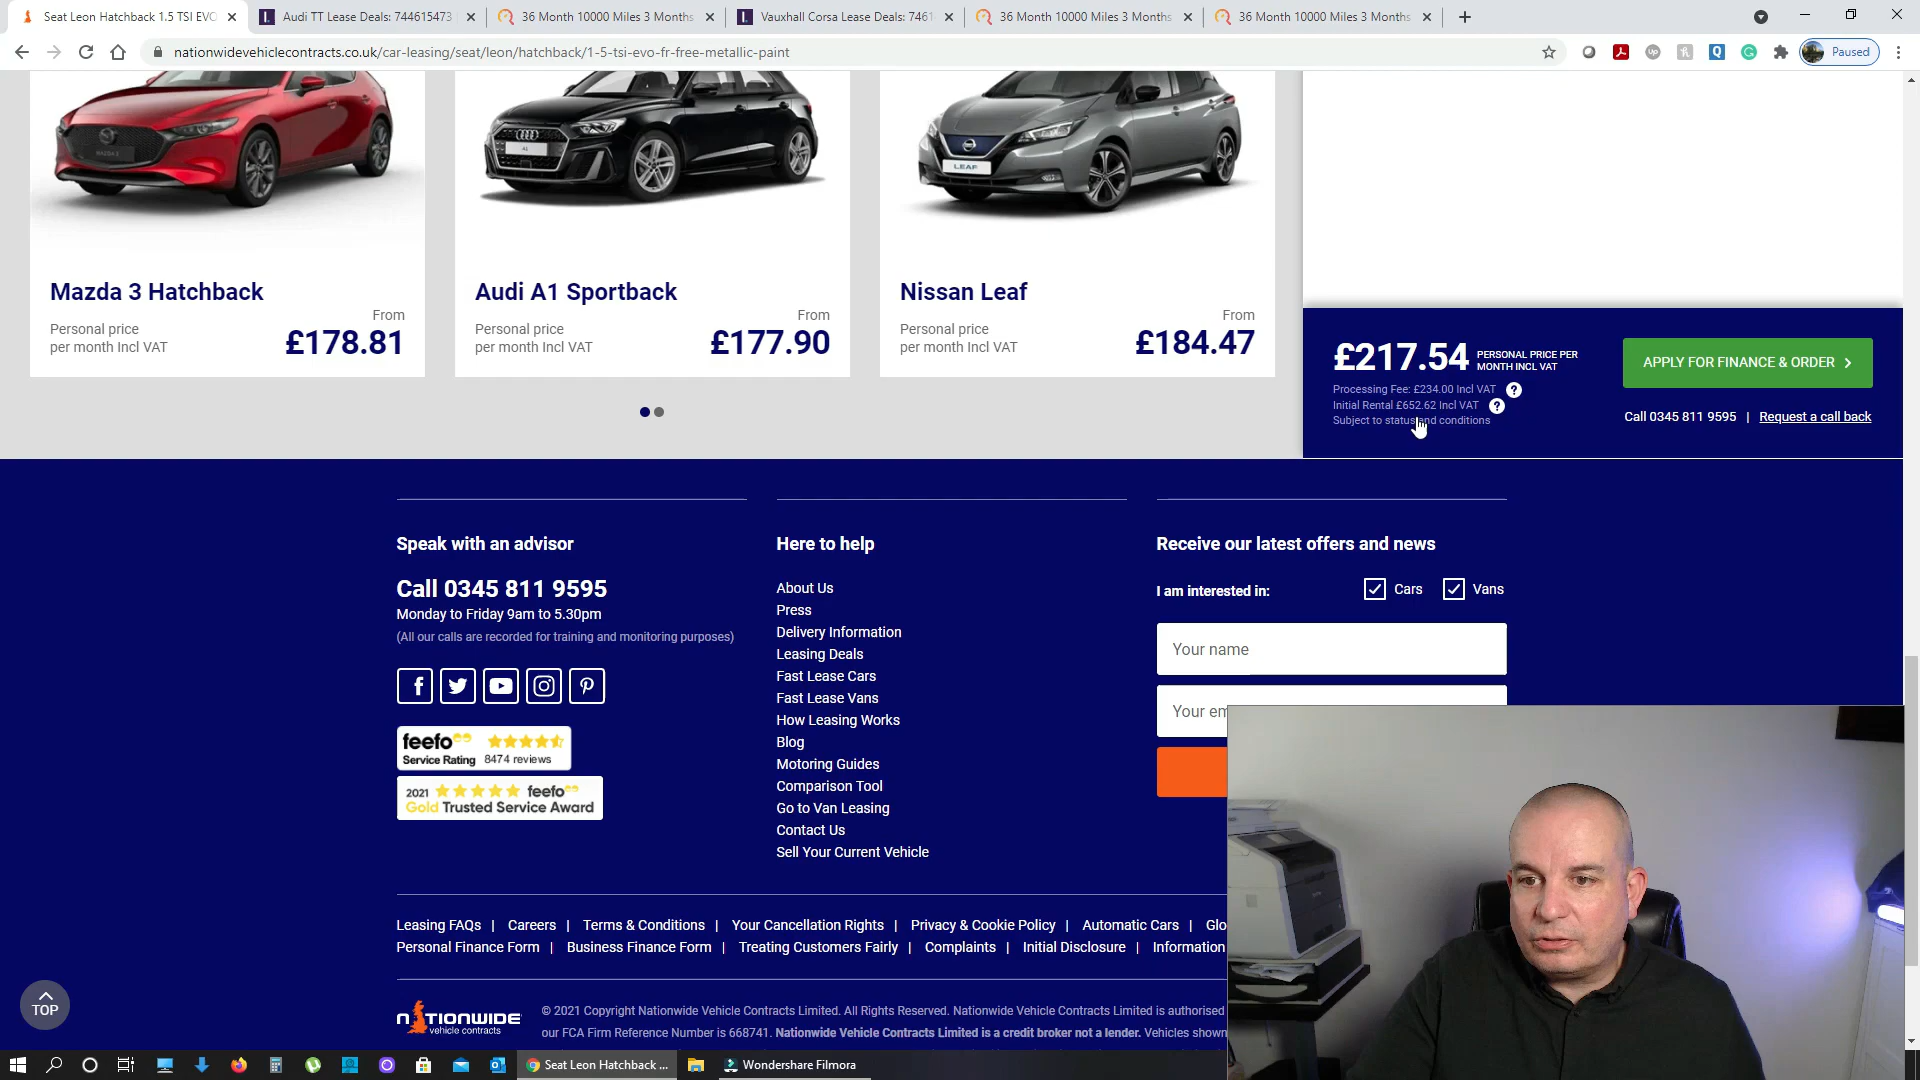 Seat Leon Hatchback 1.5 TSI EVO
Audi TT Lease Deals: 744615473
36 Month 10000 Miles 3 Months
Vauxhall Corsa Lease Deals: 7461
36 Month 10000 Miles 3 Months
36 Month 10000 Miles 3 Months
nationwidevehiclecontracts.co.uk/car-leasing/seat/leon/hatchback/1-5-tsi-evo-fr-free-metallic-paint
Paused
Mazda 3 Hatchback
From
Personal price
per month Incl VAT
£178.81
Audi A1 Sportback
From
Personal price
per month Incl VAT
£177.90
Nissan Leaf
From
Personal price
per month Incl VAT
£184.47
LEAF
£217.54 PERSONAL PRICE PER
MONTH INCL VAT
Processing Fee: £234.00 Incl VAT ?
Initial Rental £652.62 Incl VAT ?
Subject to status and conditions
APPLY FOR FINANCE & ORDER
Call 0345 811 9595 | Request a call back
Speak with an advisor
Call 0345 811 9595
Monday to Friday 9am to 5.30pm
(All our calls are recorded for training and monitoring purposes)
feefo
Service Rating 8474 reviews
2021 feefo
Gold Trusted Service Award
Here to help
About Us
Press
Delivery Information
Leasing Deals
Fast Lease Cars
Fast Lease Vans
How Leasing Works
Blog
Motoring Guides
Comparison Tool
Go to Van Leasing
Contact Us
Sell Your Current Vehicle
Receive our latest offers and news
I am interested in: Cars Vans
Your name
Your em
Leasing FAQs | Careers | Terms & Conditions | Your Cancellation Rights | Privacy & Cookie Policy | Automatic Cars | Glo
Personal Finance Form | Business Finance Form | Treating Customers Fairly | Complaints | Initial Disclosure | Information
TOP
nationwide
vehicle contracts
© 2021 Copyright Nationwide Vehicle Contracts Limited. All Rights Reserved. Nationwide Vehicle Contracts Limited is authorised
our FCA Firm Reference Number is 668741. Nationwide Vehicle Contracts Limited is a credit broker not a lender. Vehicles shown
Seat Leon Hatchback ...
Wondershare Filmora